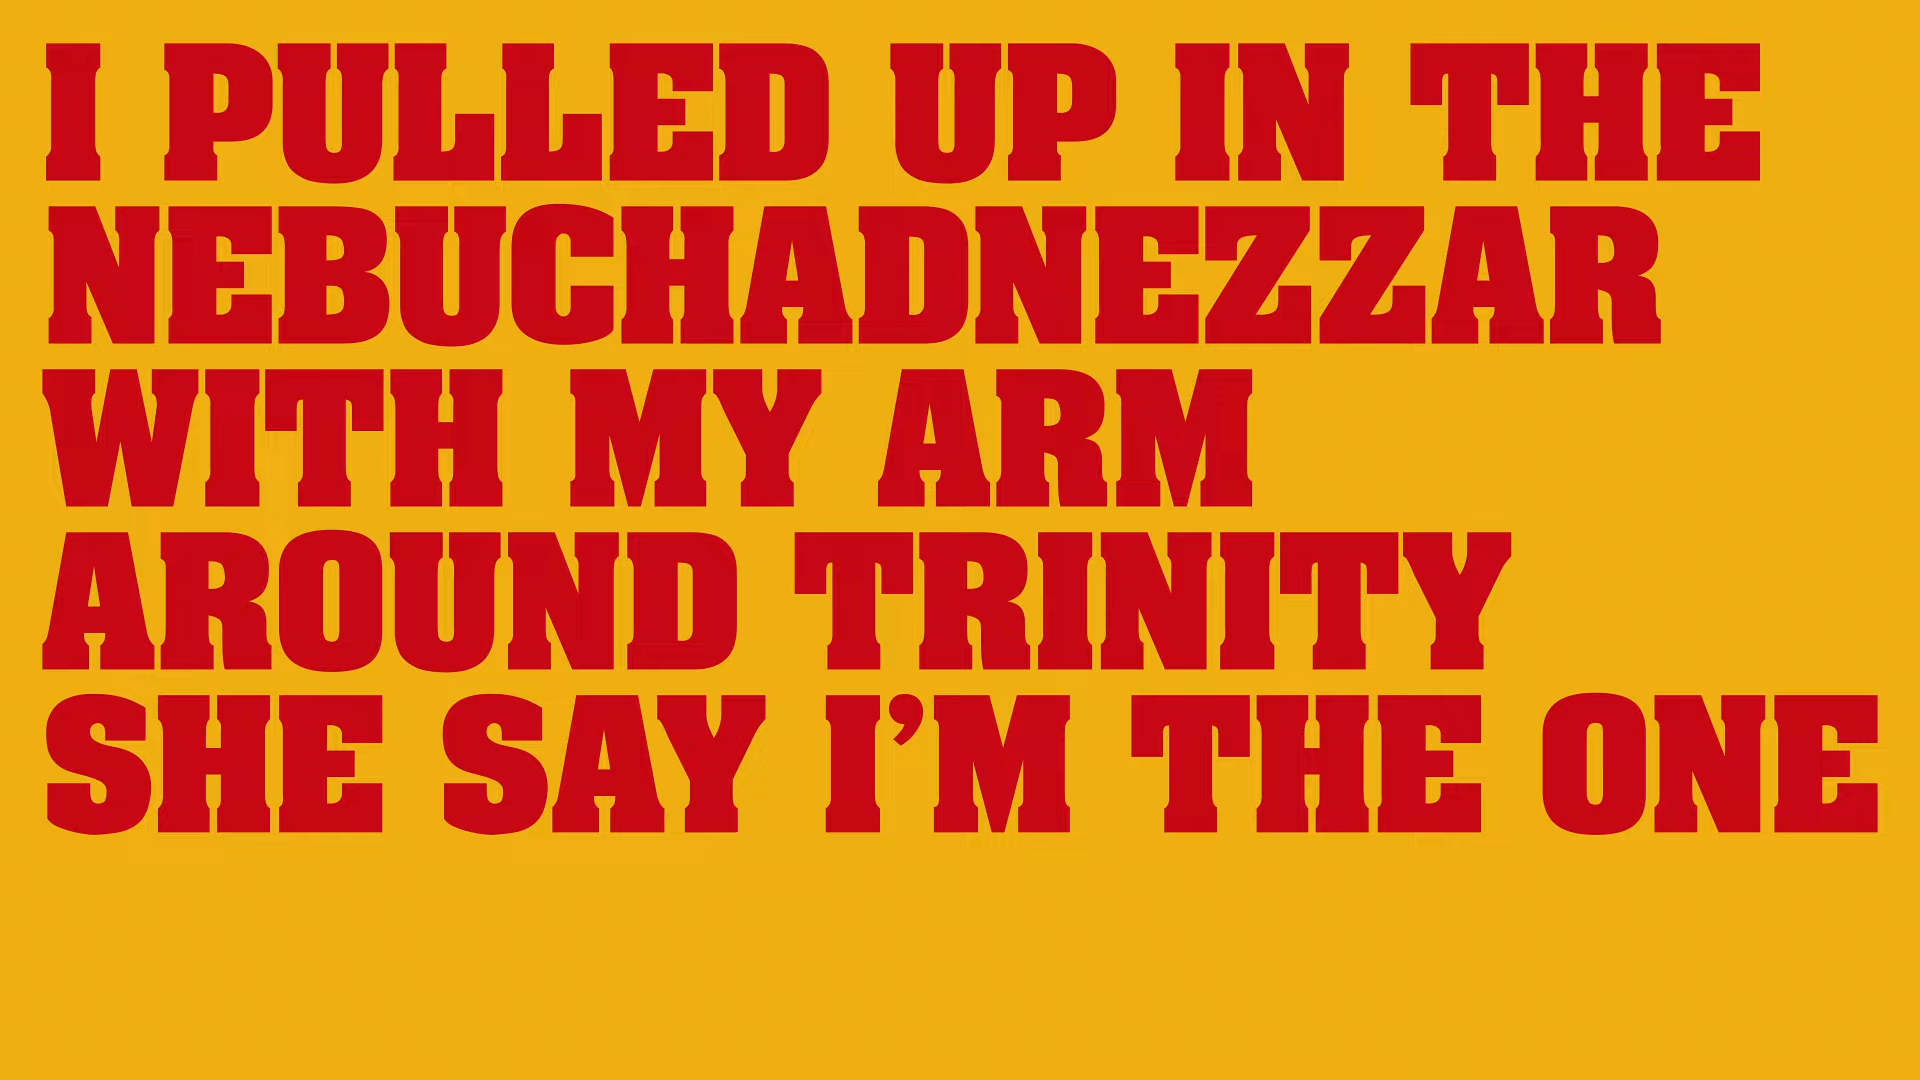 I PULLED UP IN THE
NEBUCHADNEZZAR
WITH MY ARM
AROUND TRINITY
SHE SAY I’M THE ONE